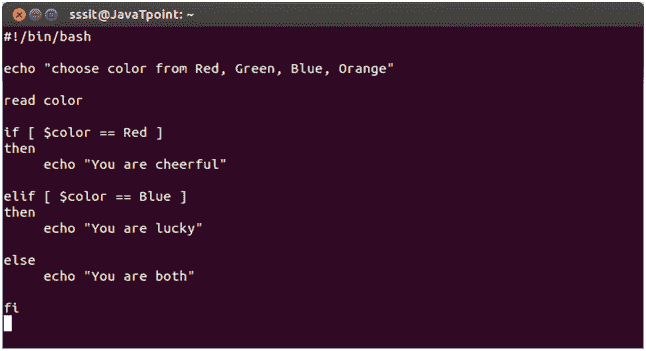 sssit@JavaTpoint: ~
#!/bin/bash
echo "choose color from Red, Green, Blue, Orange"
read color
if [ $color == Red ]
then
echo "You are cheerful"
elif [ $color == Blue ]
then
echo "You are lucky"
else
echo "You are both"
fi